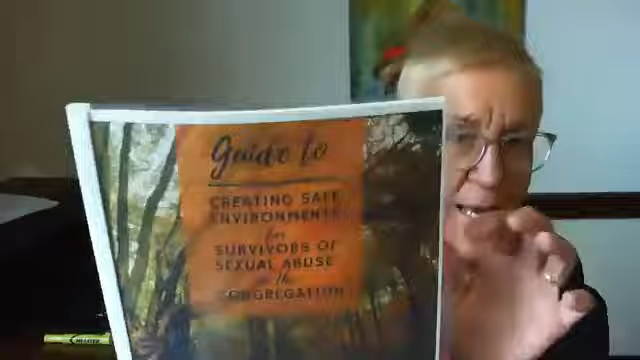 Guide to
CREATING SAFE
ENVIRONMENTS
for
SURVIVORS OF
SEXUAL ABUSE
in the
CONGREGATION